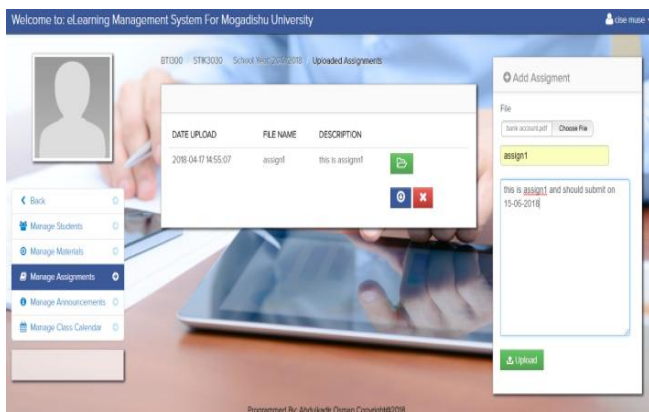 Welcome to: eLearning Management System For Mogadishu University
cise muse
BTI300 STIK3030 School Year: 2017-2018 Uploaded Assignments
Add Assigment
File
bank account.pdf Choose File
assign1
this is assign1 and should submit on
15-06-2018
Upload
DATE UPLOAD FILE NAME DESCRIPTION
2018-04-17 14:55:07 assign1 this is assign1
Back
Manage Students
Manage Materials
Manage Assignments
Manage Announcements
Manage Class Calendar
Programmed By: Abdulkadir Osman Copyright©2018